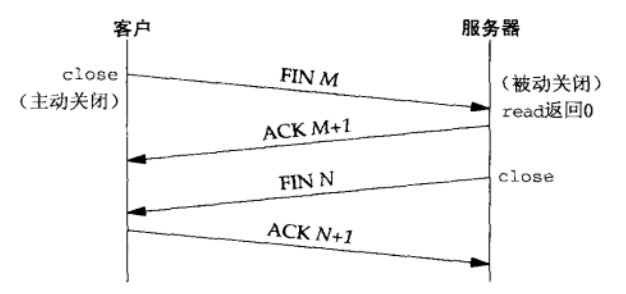 客户
服务器
close
(主动关闭)
FIN M
(被动关闭)
read返回0
ACK M+1
FIN N
close
ACK N+1